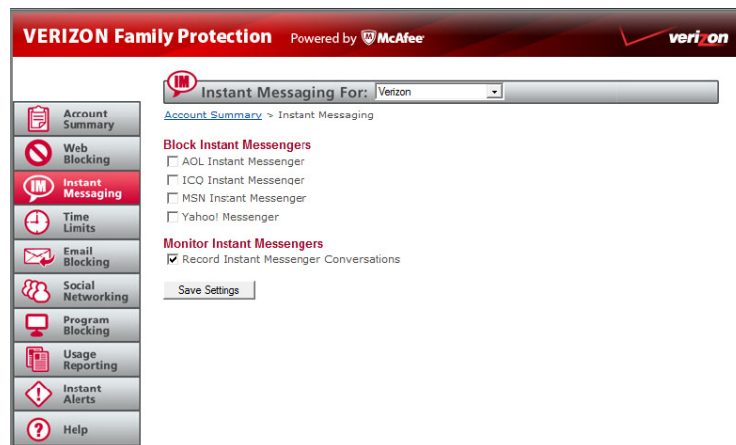 VERIZON Family Protection Powered by McAfee
verizon
IM Instant Messaging For: Verizon
Account Summary > Instant Messaging
Account
Summary
Web
Blocking
IM Instant
Messaging
Time
Limits
Email
Blocking
Social
Networking
Program
Blocking
Usage
Reporting
Instant
Alerts
? Help
Block Instant Messengers
AOL Instant Messenger
ICQ Instant Messenger
MSN Instant Messenger
Yahoo! Messenger
Monitor Instant Messengers
Record Instant Messenger Conversations
Save Settings